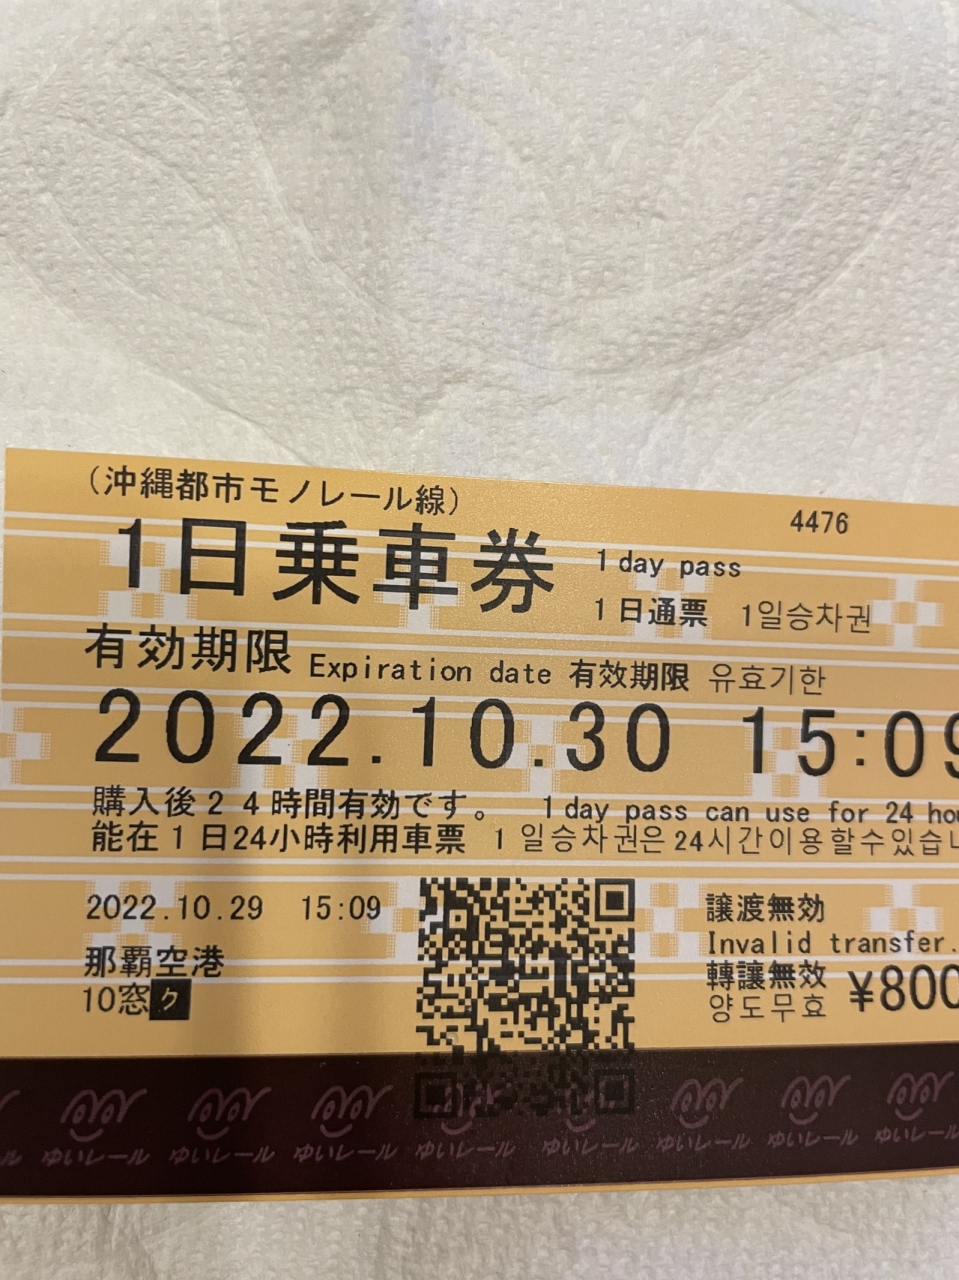 (沖縄都市モノレール線)
4476
1日乗車券 1 day pass
1日通票 1일승차권
有効期限 Expiration date 有效期限 유효기한
2022.10.30 15:09
購入後24時間有効です。 1 day pass can use for 24
能在1日24小時利用車票 1일승차권은24시간이용할수있습
2022.10.29 15:09
那覇空港
10窓ク
譲渡無効
Invalid transfer.
轉讓無效
양도무효
¥800
ゆいレール ゆいレール ゆいレール ゆいレール ゆいレール ゆいレール ゆいレール